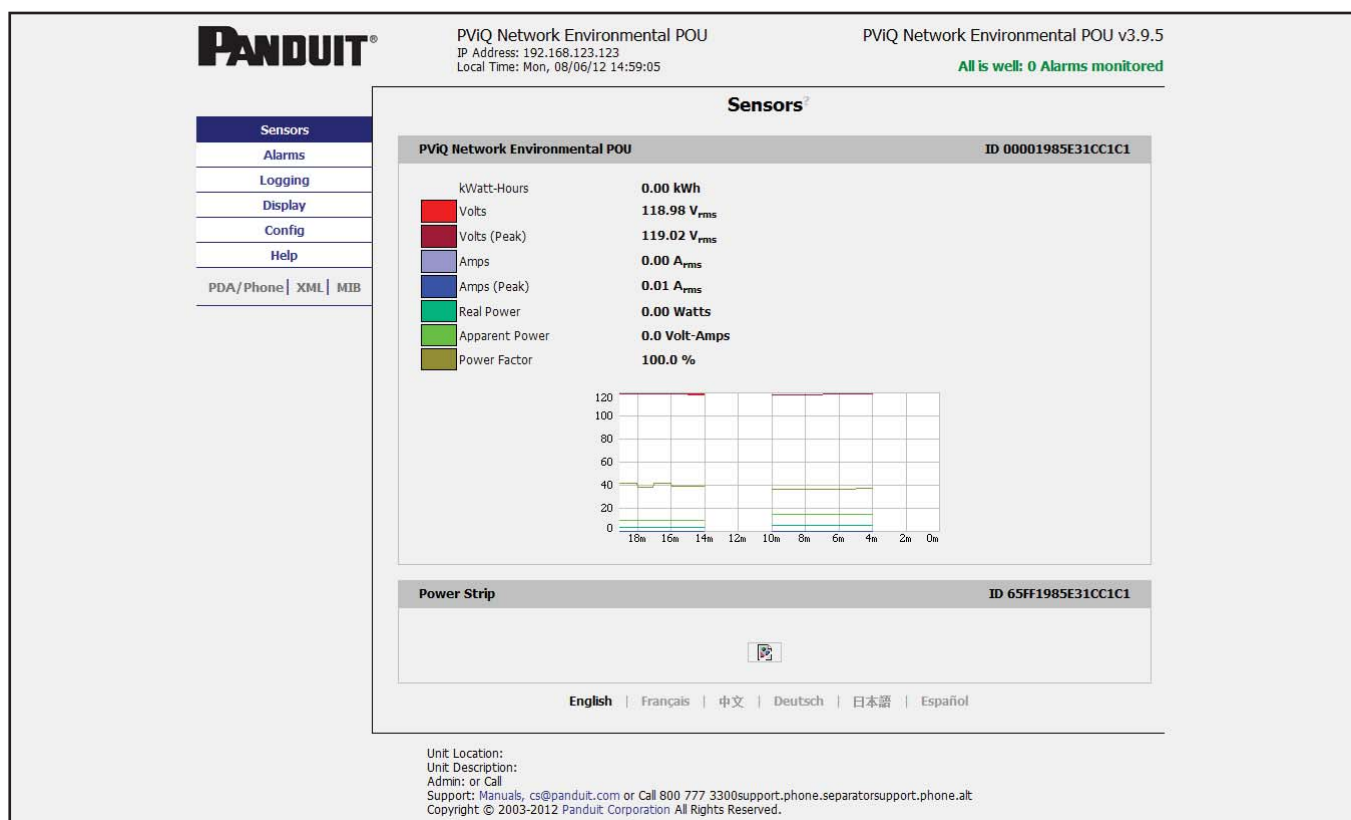 PANDUIT®
PViQ Network Environmental POU
IP Address: 192.168.123.123
Local Time: Mon, 08/06/12 14:59:05
PViQ Network Environmental POU v3.9.5
All is well: 0 Alarms monitored
Sensors
Alarms
Logging
Display
Config
Help
PDA/Phone | XML | MIB
Sensors?
PViQ Network Environmental POU ID 00001985E31CC1C1
kWatt-Hours 0.00 kWh
Volts 118.98 Vrms
Volts (Peak) 119.02 Vrms
Amps 0.00 Arms
Amps (Peak) 0.01 Arms
Real Power 0.00 Watts
Apparent Power 0.0 Volt-Amps
Power Factor 100.0 %
120
100
80
60
40
20
0
18m 16m 14m 12m 10m 8m 6m 4m 2m 0m
Power Strip ID 65FF1985E31CC1C1
English | Français | 中文 | Deutsch | 日本語 | Español
Unit Location:
Unit Description:
Admin: or Call
Support: Manuals, cs@panduit.com or Call 800 777 3300support.phone.separatorsupport.phone.alt
Copyright © 2003-2012 Panduit Corporation All Rights Reserved.